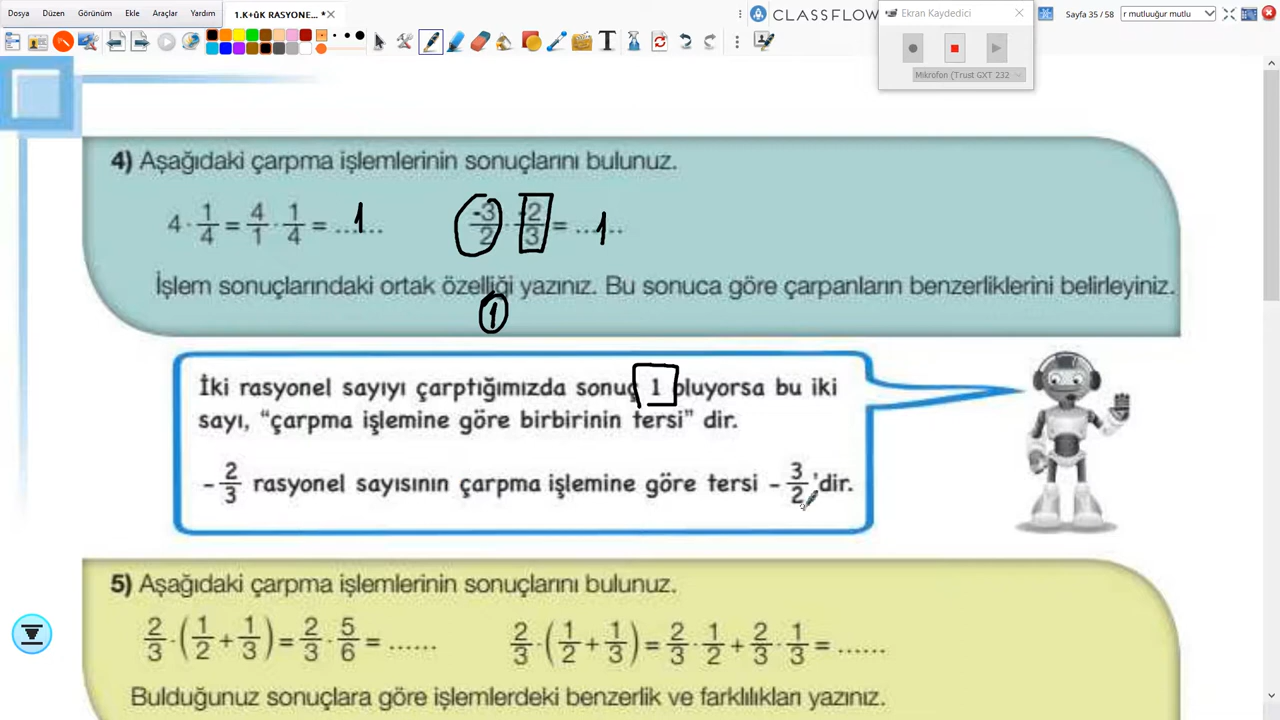 Dosya Düzen Görünüm Ekle Araçlar Yardım
1.K+ûK RASYONE... *
CLASSFLOW
Ekran Kaydedici
Mikrofon (Trust GXT 232
Sayfa 35 / 58
r mutluuğur mutlu
4) Aşağıdaki çarpma işlemlerinin sonuçlarını bulunuz.
4 · 1/4 = 4/1 · 1/4 = ...1... -3/2 · -2/3 = ...1..
İşlem sonuçlarındaki ortak özelliği yazınız. Bu sonuca göre çarpanların benzerliklerini belirleyiniz.
1
İki rasyonel sayıyı çarptığımızda sonuç 1 oluyorsa bu iki
sayı, “çarpma işlemine göre birbirinin tersi” dir.
- 2/3 rasyonel sayısının çarpma işlemine göre tersi - 3/2 'dir.
5) Aşağıdaki çarpma işlemlerinin sonuçlarını bulunuz.
2/3 · (1/2 + 1/3) = 2/3 · 5/6 = ...... 2/3 · (1/2 + 1/3) = 2/3 · 1/2 + 2/3 · 1/3 = ......
Bulduğunuz sonuçlara göre işlemlerdeki benzerlik ve farklılıkları yazınız.